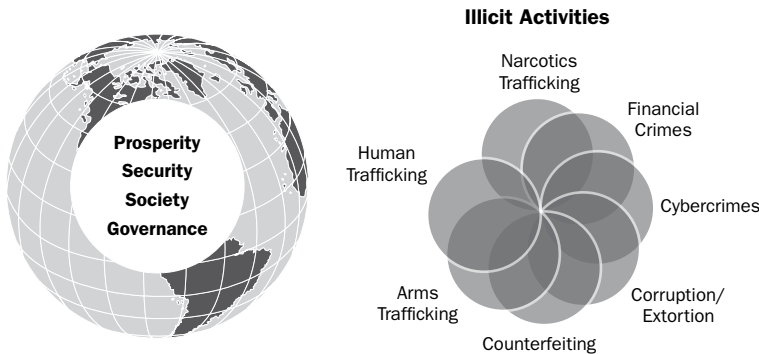 Illicit Activities
Prosperity
Security
Society
Governance
Narcotics
Trafficking
Financial
Crimes
Cybercrimes
Corruption/
Extortion
Counterfeiting
Arms
Trafficking
Human
Trafficking